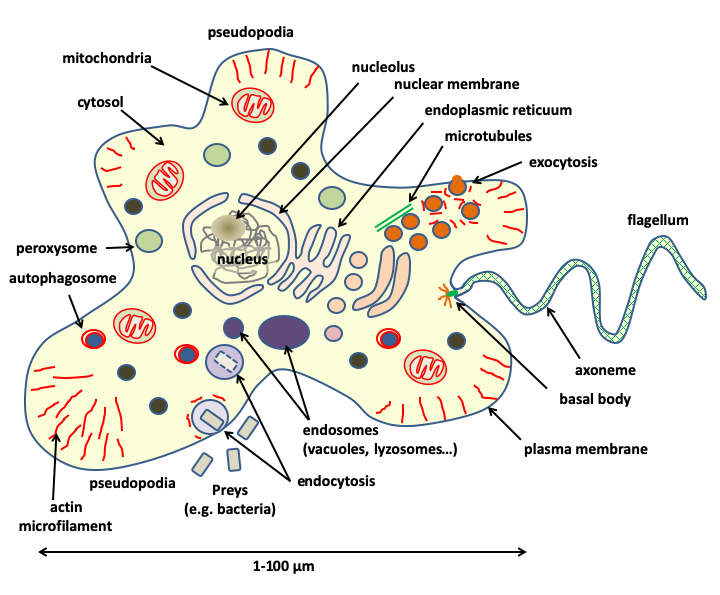 pseudopodia
mitochondria
nucleolus
nuclear membrane
cytosol
endoplasmic reticuum
microtubules
exocytosis
flagellum
peroxysome
nucleus
autophagosome
axoneme
basal body
endosomes
(vacuoles, lyzosomes…)
plasma membrane
endocytosis
pseudopodia
Preys
(e.g. bacteria)
actin
microfilament
1-100 µm